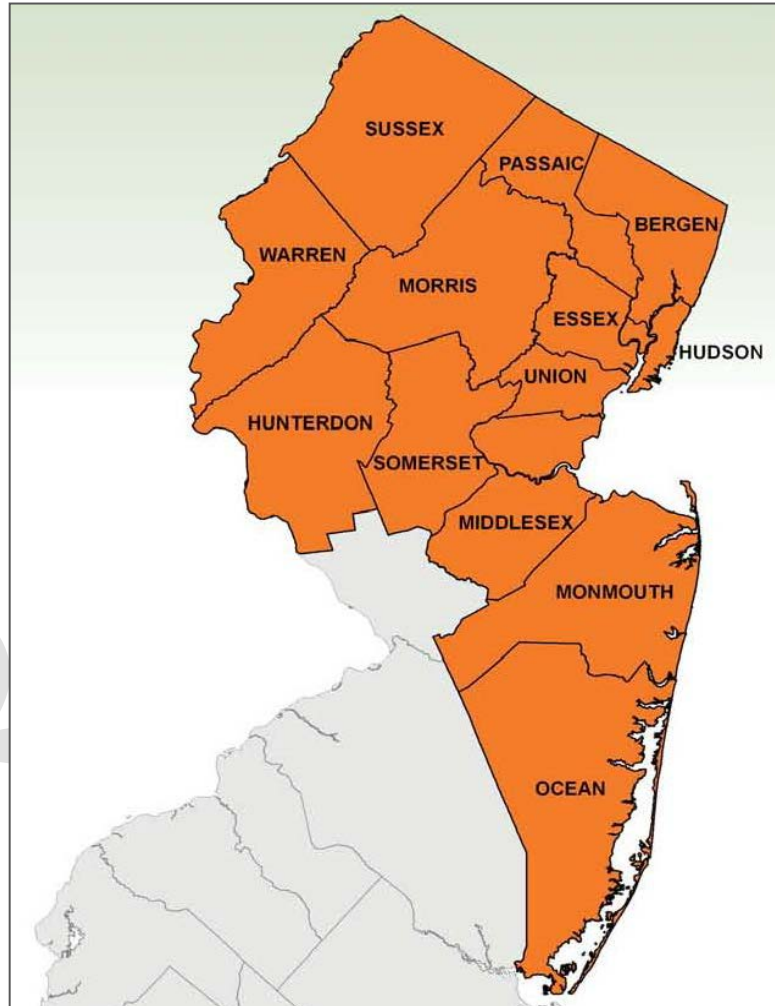 SUSSEX
PASSAIC
BERGEN
WARREN
MORRIS
ESSEX
HUDSON
UNION
HUNTERDON
SOMERSET
MIDDLESEX
MONMOUTH
OCEAN